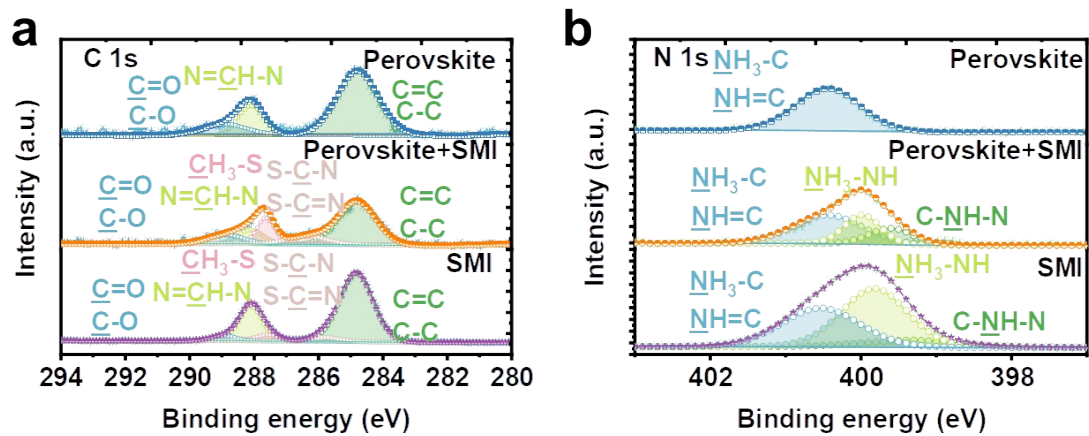 a
C 1s
Perovskite
N=CH-N
C=O
C-O
C=C
C-C
Perovskite+SMI
CH₃-S
S-C-N
C=O
N=CH-N
S-C=N
C=C
C-O
C-C
SMI
CH₃-S
S-C-N
C=O
N=CH-N
S-C=N
C=C
C-O
C-C
Intensity (a.u.)
294 292 290 288 286 284 282 280
Binding energy (eV)
b
N 1s
Perovskite
NH₃-C
NH=C
Perovskite+SMI
NH₃-C
NH₃-NH
NH=C
C-NH-N
SMI
NH₃-C
NH₃-NH
NH=C
C-NH-N
Intensity (a.u.)
402 400 398
Binding energy (eV)